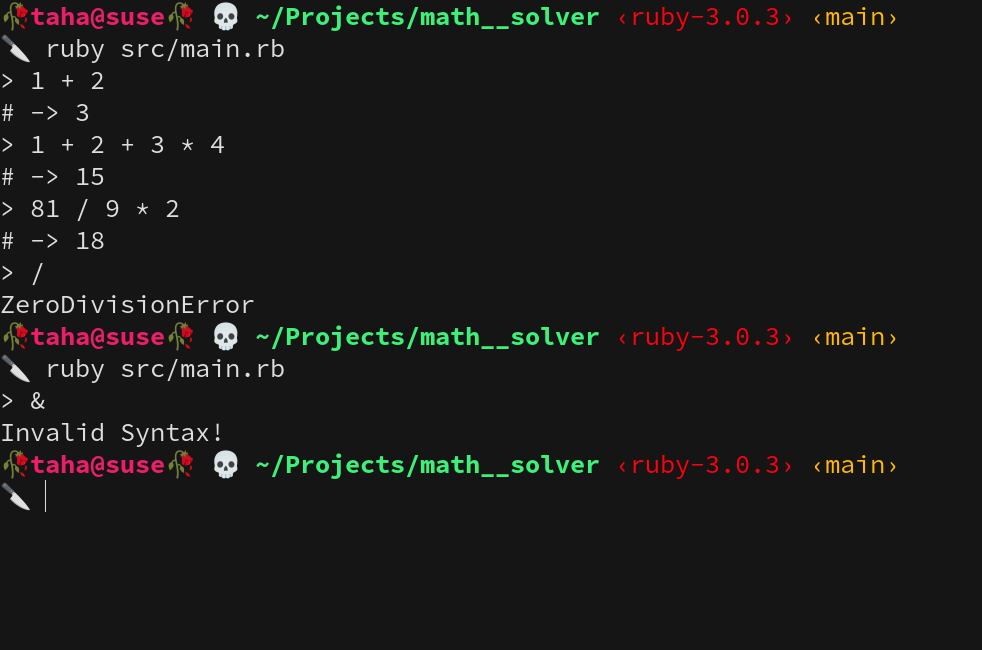 🥀taha@suse🥀 💀 ~/Projects/math__solver ‹ruby-3.0.3› ‹main›
🔪 ruby src/main.rb
> 1 + 2
# -> 3
> 1 + 2 + 3 * 4
# -> 15
> 81 / 9 * 2
# -> 18
> /
ZeroDivisionError
🥀taha@suse🥀 💀 ~/Projects/math__solver ‹ruby-3.0.3› ‹main›
🔪 ruby src/main.rb
> &
Invalid Syntax!
🥀taha@suse🥀 💀 ~/Projects/math__solver ‹ruby-3.0.3› ‹main›
🔪